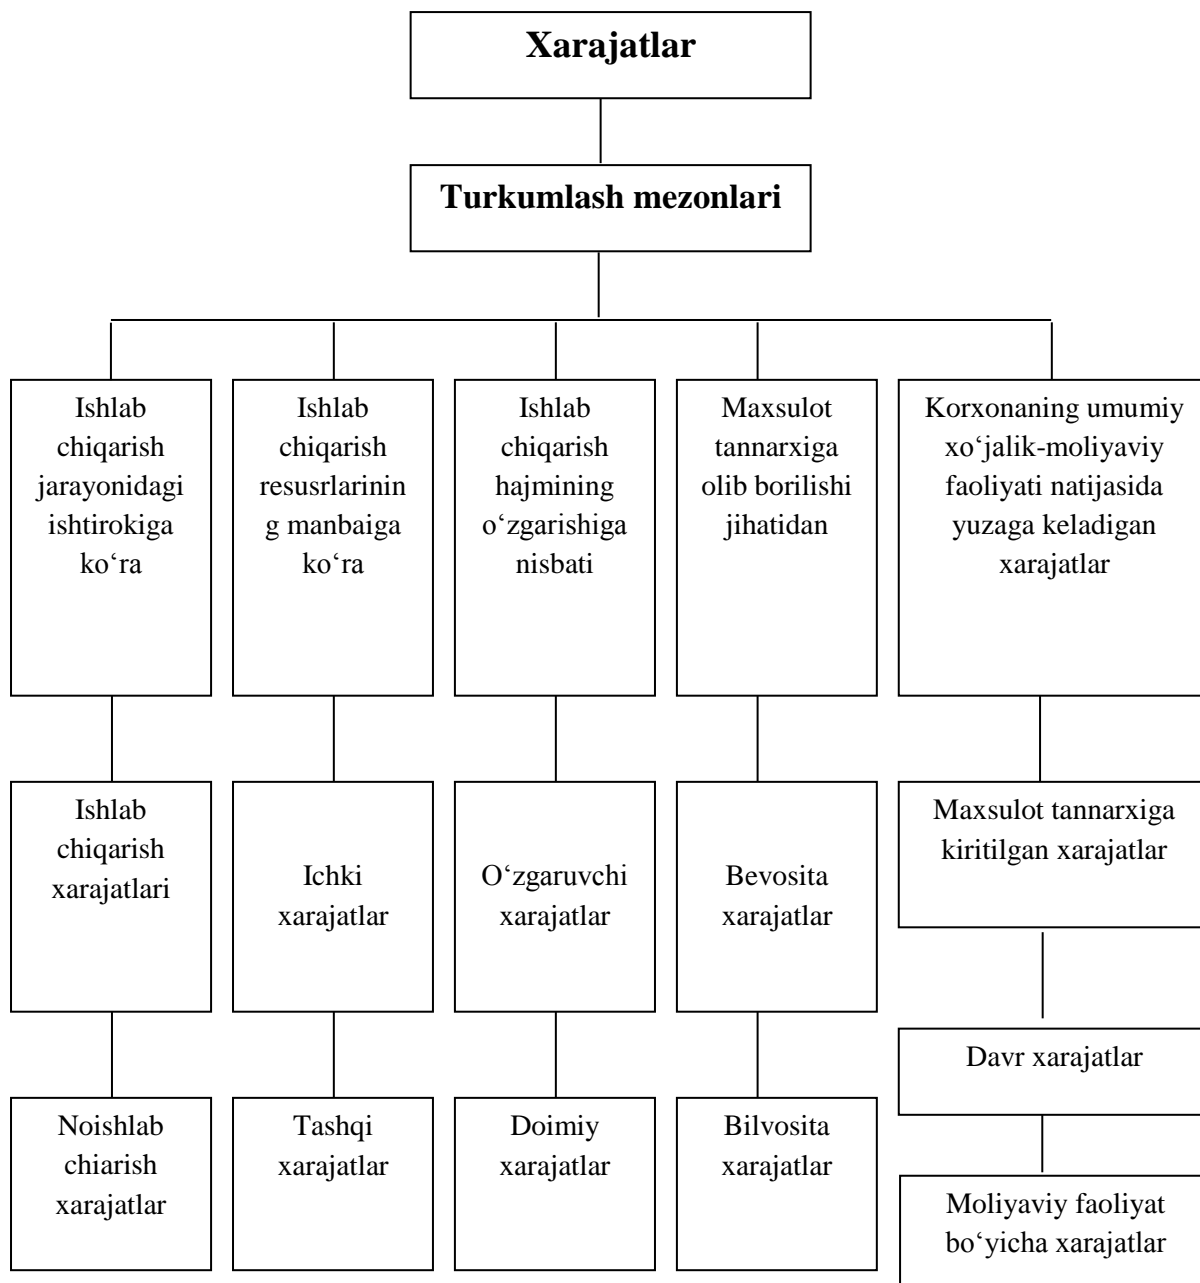 Xarajatlar
Turkumlash mezonlari
Ishlab
chiqarish
jarayonidagi
ishtirokiga
ko‘ra
Ishlab
chiqarish
resusrlarinin
g manbaiga
ko‘ra
Ishlab
chiqarish
hajmining
o‘zgarishiga
nisbati
Maxsulot
tannarxiga
olib borilishi
jihatidan
Korxonaning umumiy
xo‘jalik-moliyaviy
faoliyati natijasida
yuzaga keladigan
xarajatlar
Ishlab
chiqarish
xarajatlari
Ichki
xarajatlar
O‘zgaruvchi
xarajatlar
Bevosita
xarajatlar
Maxsulot tannarxiga
kiritilgan xarajatlar
Davr xarajatlar
Noishlab
chiarish
xarajatlar
Tashqi
xarajatlar
Doimiy
xarajatlar
Bilvosita
xarajatlar
Moliyaviy faoliyat
bo‘yicha xarajatlar